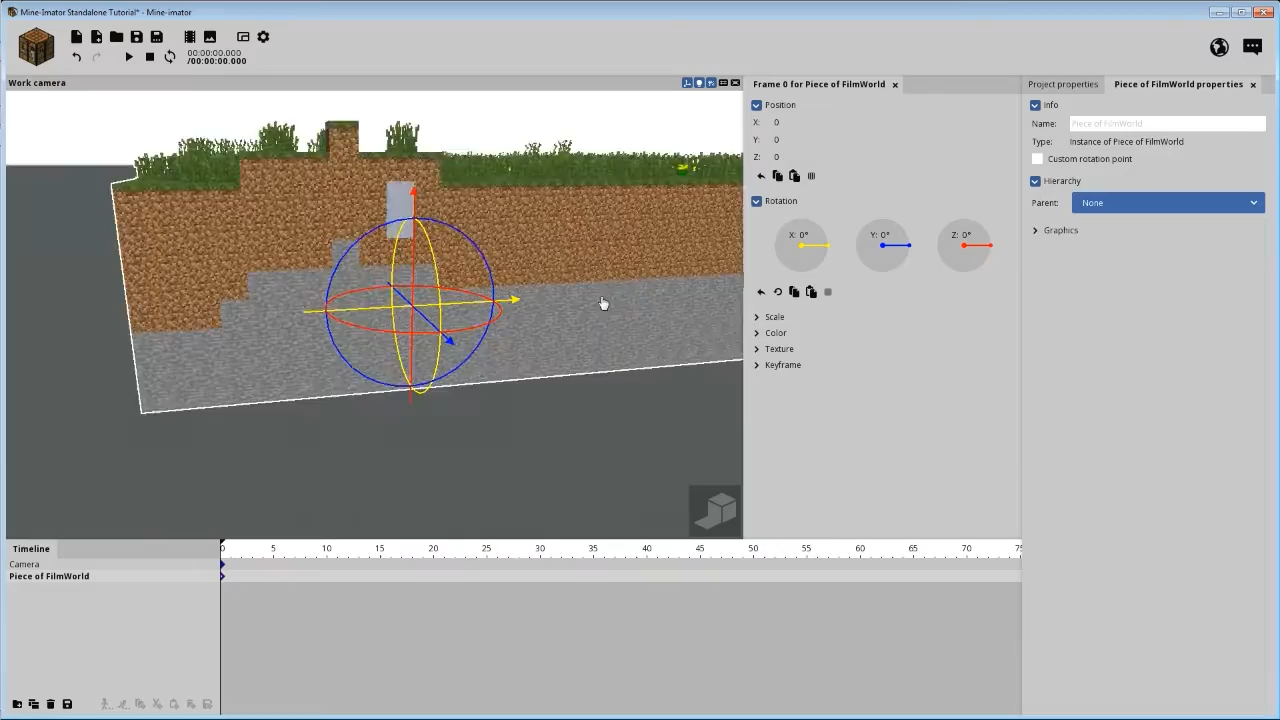 Mine-Imator Standalone Tutorial* - Mine-imator
00:00:00.000
/00:00:00.000
Work camera
Frame 0 for Piece of FilmWorld
Position
X: 0
Y: 0
Z: 0
Rotation
X: 0° Y: 0° Z: 0°
Scale
Color
Texture
Keyframe
Project properties Piece of FilmWorld properties
Info
Name: Piece of FilmWorld
Type: Instance of Piece of FilmWorld
Custom rotation point
Hierarchy
Parent: None
Graphics
Timeline
0 5 10 15 20 25 30 35 40 45 50 55 60 65 70 75
Camera
Piece of FilmWorld